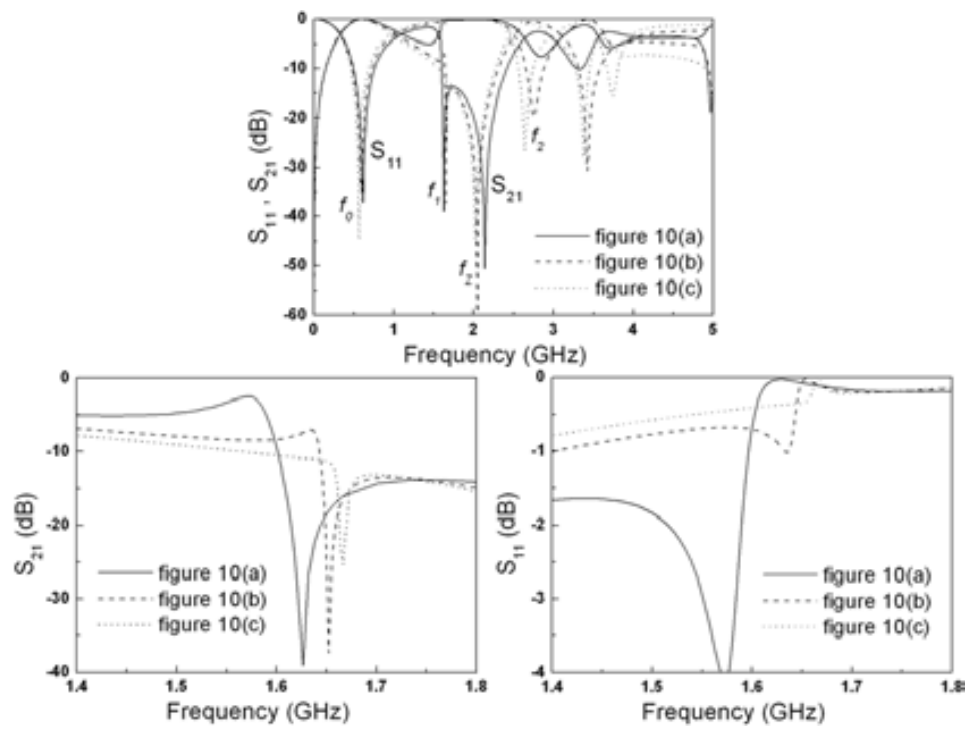 0
-10
-20
-30
-40
-50
-60
S11, S21 (dB)
S11
S21
f0
f1
f2
f2
figure 10(a)
figure 10(b)
figure 10(c)
0 1 2 3 4 5
Frequency (GHz)
0
-10
-20
-30
-40
S21 (dB)
figure 10(a)
figure 10(b)
figure 10(c)
1.4 1.5 1.6 1.7 1.8
Frequency (GHz)
0
-1
-2
-3
-4
S11 (dB)
figure 10(a)
figure 10(b)
figure 10(c)
1.4 1.5 1.6 1.7 1.8
Frequency (GHz)